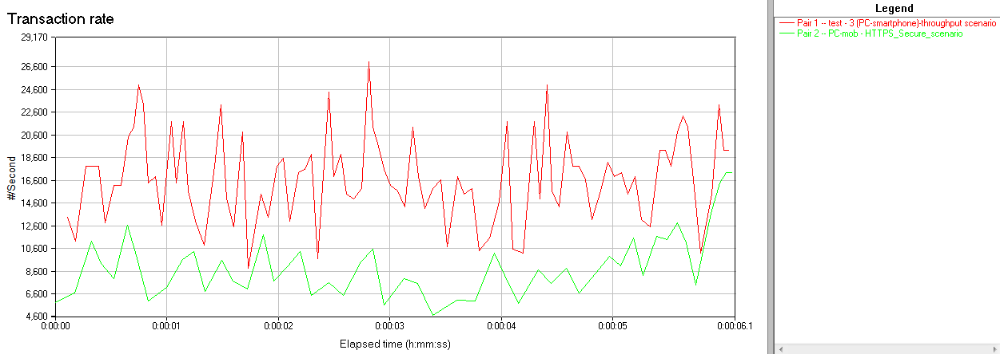 Transaction rate
Legend
Pair 1 -- test - 3 (PC-smartphone)-throughput scenario
Pair 2 -- PC-mob - HTTPS_Secure_scenario
29,170
26,600
24,600
22,600
20,600
18,600
16,600
14,600
12,600
10,600
8,600
6,600
4,600
#/Second
0:00:00 0:00:01 0:00:02 0:00:03 0:00:04 0:00:05 0:00:06.1
Elapsed time (h:mm:ss)